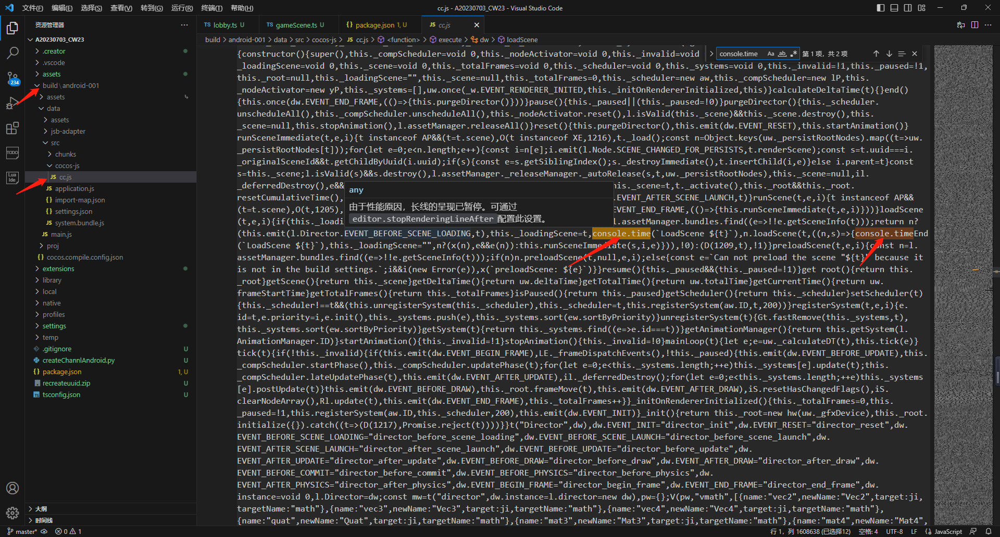 文件(F) 编辑(E) 选择(S) 查看(V) 转到(G) 运行(R) 终端(T) 帮助(H)
cc.js - A20230703_CW23 - Visual Studio Code
资源管理器 ···
TS lobby.ts U
TS gameScene.ts U
{} package.json 1, U
JS cc.js
build > android-001 > data > src > cocos-js > JS cc.js > <function> > execute > dw > loadScene
A20230703_CW23
.creator
.vscode
assets
build\android-001
assets
data
assets
jsb-adapter
src
chunks
cocos-js
JS cc.js
JS application.js
{} import-map.json
{} settings.json
JS system.bundle.js
JS main.js
proj
{} cocos.compile.config.json
extensions
library
local
native
profiles
settings
temp
.gitignore U
createChannlAndroid.py U
{} package.json 1, U
recreateuuid.zip U
TS tsconfig.json U
大纲
时间线
234
TODO
Lua
Ide
console.time Aa ab .* 第 1 项，共 2 项
{constructor(){super(),this._compScheduler=void 0,this._nodeActivator=void 0,this._invalid=void
_loadingScene=void 0,this._scene=void 0,this._totalFrames=void 0,this._scheduler=void 0,this._systems=void 0,this._invalid=!1,this._paused=!1,
this._root=null,this._loadingScene="",this._scene=null,this._totalFrames=0,this._scheduler=new aw,this._compScheduler=new lP,this.
_nodeActivator=new yP,this._systems=[],uw.once(_w.EVENT_RENDERER_INITED,this._initOnRendererInitialized,this)}calculateDeltaTime(t){}end()
{this.once(dw.EVENT_END_FRAME,(()=>{this.purgeDirector()}))}pause(){this._paused||(this._paused=!0)}purgeDirector(){this._scheduler.
unscheduleAll(),this._compScheduler.unscheduleAll(),this._nodeActivator.reset(),l.isValid(this._scene)&&this._scene.destroy(),this.
_scene=null,this.stopAnimation(),l.assetManager.releaseAll()}reset(){this.purgeDirector(),this.emit(dw.EVENT_RESET),this.startAnimation()}
runSceneImmediate(t,e,i){t instanceof AP&&(t=t.scene),O(t instanceof XE,1216),t._load();const n=Object.keys(uw._persistRootNodes).map((t=>uw.
_persistRootNodes[t]));for(let e=0;e<n.length;e++){const i=n[e];i.emit(l.Node.SCENE_CHANGED_FOR_PERSISTS,t.renderScene);const s=t.uuid===i.
_originalSceneId&&t.getChildByUuid(i.uuid);if(s){const e=s.getSiblingIndex();s._destroyImmediate(),t.insertChild(i,e)}else i.parent=t}const
s=this._scene;l.isValid(s)&&s.destroy(),l.assetManager._releaseManager._autoRelease(s,t,uw._persistRootNodes),this._scene=null,il.
_deferredDestroy(),e&& his._scene=t,t._activate(),this._root&&this._root.
any
resetCumulativeTime(), .EVENT_AFTER_SCENE_LAUNCH,t)}runScene(t,e,i){t instanceof AP&&
由于性能原因，长线的呈现已暂停。可通过
(t=t.scene),O(t,1205), EVENT_END_FRAME,(()=>{this.runSceneImmediate(t,e,i)}))}loadScene
editor.stopRenderingLineAfter 配置此设置。
(t,e,i){if(this._loadi l.assetManager.bundles.find((e=>!!e.getSceneInfo(t)));return n?
(this.emit(l.Director.EVENT_BEFORE_SCENE_LOADING,t),this._loadingScene=t,console.time(`LoadScene ${t}`),n.loadScene(t,((n,s)=>{console.timeEnd
(`LoadScene ${t}`),this._loadingScene="",n?(x(n),e&&e(n)):this.runSceneImmediate(s,i,e)})),!0):(D(1209,t),!1)}preloadScene(t,e,i){const n=l.
assetManager.bundles.find((e=>!!e.getSceneInfo(t)));if(n)n.preloadScene(t,null,e,i);else{const e=`Can not preload the scene "${t}" because it
is not in the build settings.`;i&&i(new Error(e)),x(`preloadScene: ${e}`)}}resume(){this._paused&&(this._paused=!1)}get root(){return this.
_root}getScene(){return this._scene}getDeltaTime(){return uw.deltaTime}getTotalTime(){return uw.totalTime}getCurrentTime(){return uw.
frameStartTime}getTotalFrames(){return this._totalFrames}isPaused(){return this._paused}getScheduler(){return this._scheduler}setScheduler(t)
{this._scheduler!==t&&(this.unregisterSystem(this._scheduler),this._scheduler=t,this.registerSystem(aw.ID,t,200))}registerSystem(t,e,i){e.
id=t,e.priority=i,e.init(),this._systems.push(e),this._systems.sort(ew.sortByPriority)}unregisterSystem(t){Gt.fastRemove(this._systems,t),
this._systems.sort(ew.sortByPriority)}getSystem(t){return this._systems.find((e=>e.id===t))}getAnimationManager(){return this.getSystem(l.
AnimationManager.ID)}startAnimation(){this._invalid=!1}stopAnimation(){this._invalid=!0}mainLoop(t){let e;e=uw._calculateDT(t),this.tick(e)}
tick(t){if(!this._invalid){if(this.emit(dw.EVENT_BEGIN_FRAME),LE._frameDispatchEvents(),!this._paused){this.emit(dw.EVENT_BEFORE_UPDATE),this.
_compScheduler.startPhase(),this._compScheduler.updatePhase(t);for(let e=0;e<this._systems.length;++e)this._systems[e].update(t);this.
_compScheduler.lateUpdatePhase(t),this.emit(dw.EVENT_AFTER_UPDATE),il._deferredDestroy();for(let e=0;e<this._systems.length;++e)this._systems
[e].postUpdate(t)}this.emit(dw.EVENT_BEFORE_DRAW),this._root.frameMove(t),this.emit(dw.EVENT_AFTER_DRAW),iS.resetHasChangedFlags(),iS.
clearNodeArray(),Rl.update(t),this.emit(dw.EVENT_END_FRAME),this._totalFrames++}}_initOnRendererInitialized(){this._totalFrames=0,this.
_paused=!1,this.registerSystem(aw.ID,this._scheduler,200),this.emit(dw.EVENT_INIT)}_init(){return this._root=new hw(uw._gfxDevice),this._root.
initialize({}).catch((t=>(D(1217),Promise.reject(t))))}}t("Director",dw),dw.EVENT_INIT="director_init",dw.EVENT_RESET="director_reset",dw.
EVENT_BEFORE_SCENE_LOADING="director_before_scene_loading",dw.EVENT_BEFORE_SCENE_LAUNCH="director_before_scene_launch",dw.
EVENT_AFTER_SCENE_LAUNCH="director_after_scene_launch",dw.EVENT_BEFORE_UPDATE="director_before_update",dw.
EVENT_AFTER_UPDATE="director_after_update",dw.EVENT_BEFORE_DRAW="director_before_draw",dw.EVENT_AFTER_DRAW="director_after_draw",dw.
EVENT_BEFORE_COMMIT="director_before_commit",dw.EVENT_BEFORE_PHYSICS="director_before_physics",dw.
EVENT_AFTER_PHYSICS="director_after_physics",dw.EVENT_BEGIN_FRAME="director_begin_frame",dw.EVENT_END_FRAME="director_end_frame",dw.
instance=void 0,l.Director=dw;const mw=t("director",dw.instance=l.director=new dw),pw={};V(pw,"vmath",[{name:"vec2",newName:"Vec2",target:ji,
targetName:"math"},{name:"vec3",newName:"Vec3",target:ji,targetName:"math"},{name:"vec4",newName:"Vec4",target:ji,targetName:"math"},
{name:"quat",newName:"Quat",target:ji,targetName:"math"},{name:"mat3",newName:"Mat3",target:ji,targetName:"math"},{name:"mat4",newName:"Mat4",
master* 0 1
行 1，列 1608638 (已选择12) 空格: 4 UTF-8 LF {} JavaScript